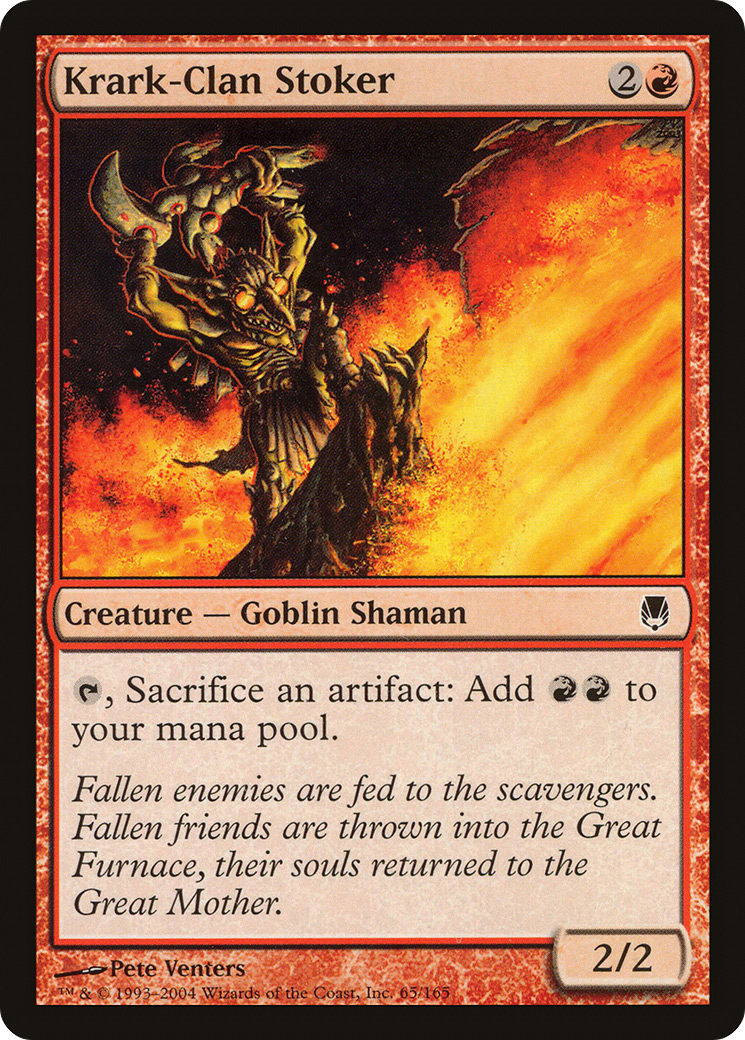 Krark-Clan Stoker
2
Creature — Goblin Shaman
, Sacrifice an artifact: Add to
your mana pool.
Fallen enemies are fed to the scavengers.
Fallen friends are thrown into the Great
Furnace, their souls returned to the
Great Mother.
2/2
Pete Venters
™ & © 1993–2004 Wizards of the Coast, Inc. 65/165